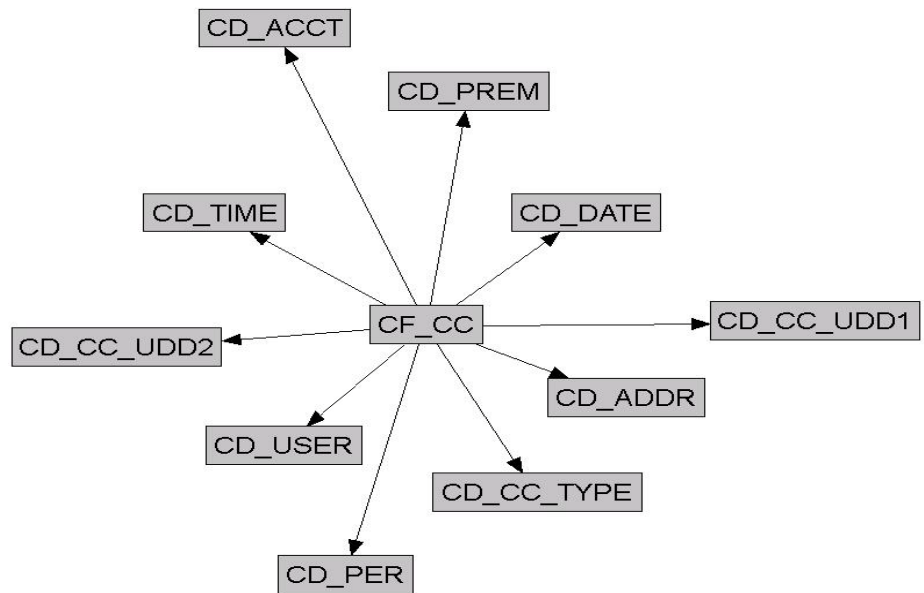 CD_ACCT
CD_PREM
CD_TIME
CD_DATE
CF_CC
CD_CC_UDD1
CD_CC_UDD2
CD_ADDR
CD_USER
CD_CC_TYPE
CD_PER